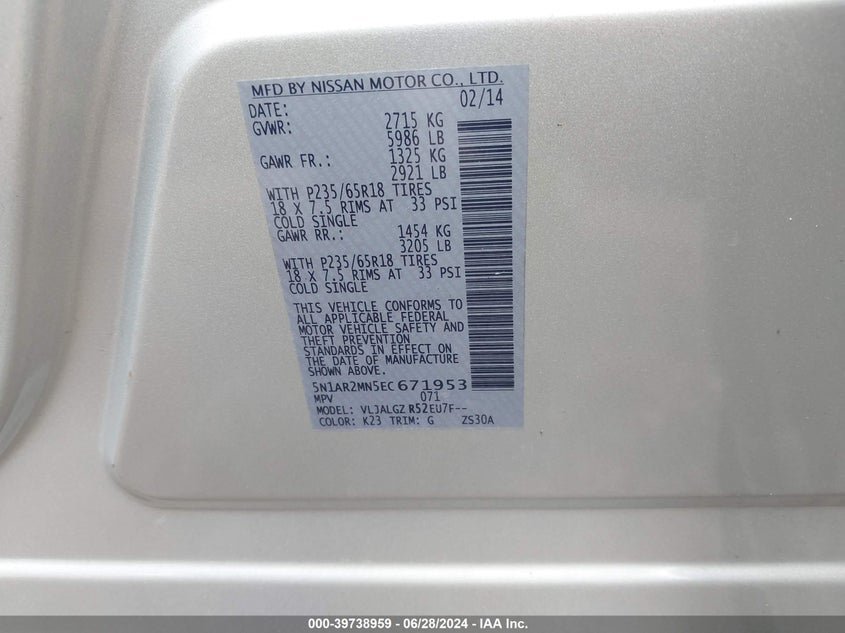 MFD BY NISSAN MOTOR CO., LTD.
DATE: 02/14
GVWR: 2715 KG
5986 LB
GAWR FR.: 1325 KG
2921 LB
WITH P235/65R18 TIRES
18 X 7.5 RIMS AT 33 PSI
COLD SINGLE
GAWR RR.: 1454 KG
3205 LB
WITH P235/65R18 TIRES
18 X 7.5 RIMS AT 33 PSI
COLD SINGLE
THIS VEHICLE CONFORMS TO
ALL APPLICABLE FEDERAL
MOTOR VEHICLE SAFETY AND
THEFT PREVENTION
STANDARDS IN EFFECT ON
THE DATE OF MANUFACTURE
SHOWN ABOVE.
5N1AR2MN5EC671953
MPV 071
MODEL: VLJALGZ R52EU7F--
COLOR: K23 TRIM: G ZS30A
000-39738959 - 06/28/2024 - IAA Inc.